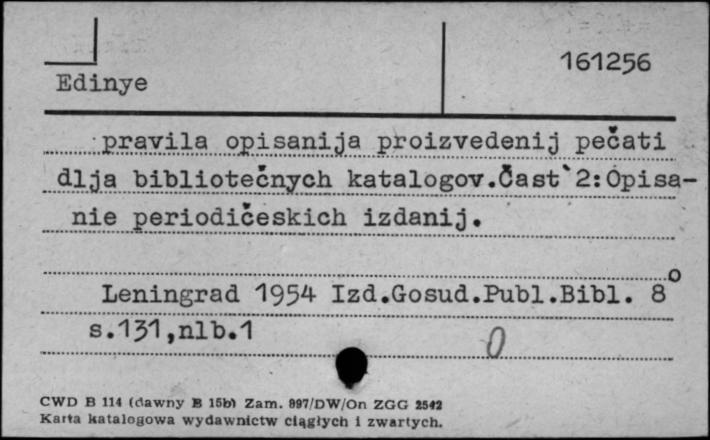 161256
Edinye
pravila opisanija proizvedenij pečati
dlja bibliotečnych katalogov.Čast`2:Opisa-
nie periodičeskich izdanij.
Leningrad 1954 Izd.Gosud.Publ.Bibl. 8º
s.131,nlb.1
0
CWD B 114 (dawny B 15b) Zam. 997/DW/On ZGG 2542
Karta katalogowa wydawnictw ciągłych i zwartych.